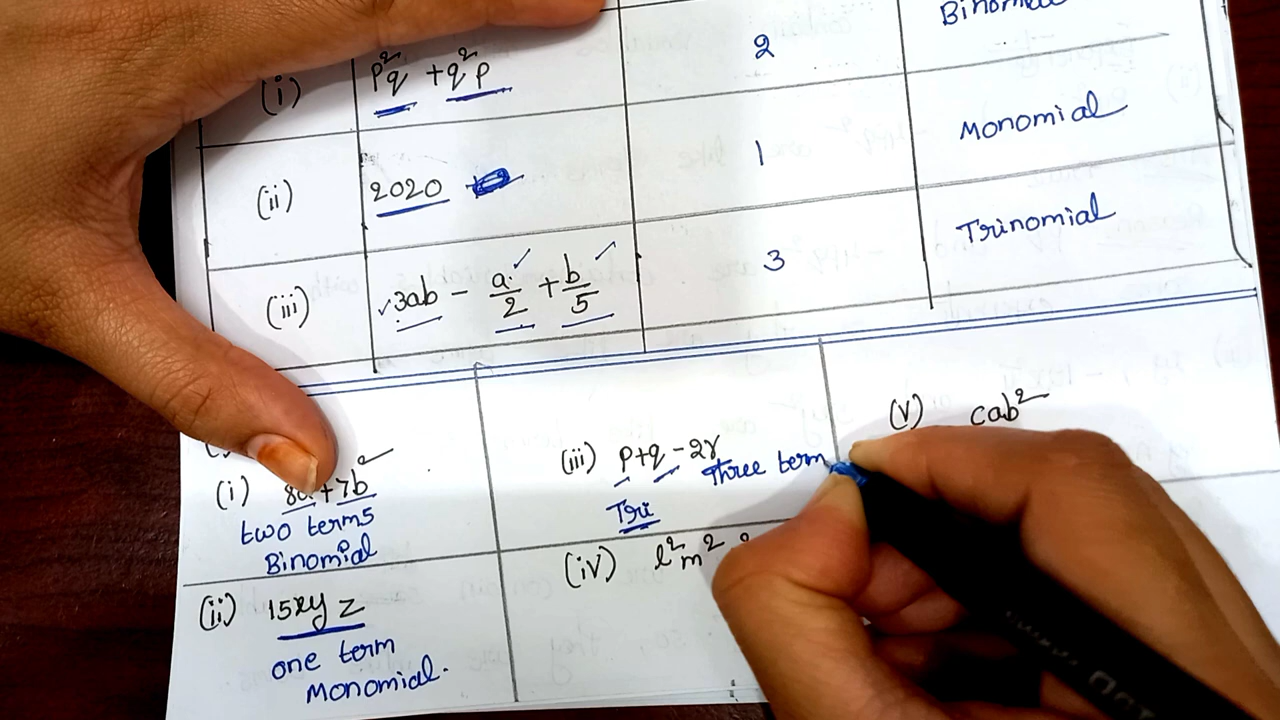 Binomial
(i) p²q + q²p 2
(ii) 2020 1 Monomial
(iii) 3ab - a/2 + b/5 3 Trinomial
(i) 8a + 7b²
two terms
Binomial
(ii) 15xyz
one term
Monomial.
(iii) p+q-2r
Three term
Tri
(iv) l²m²
(v) cab²